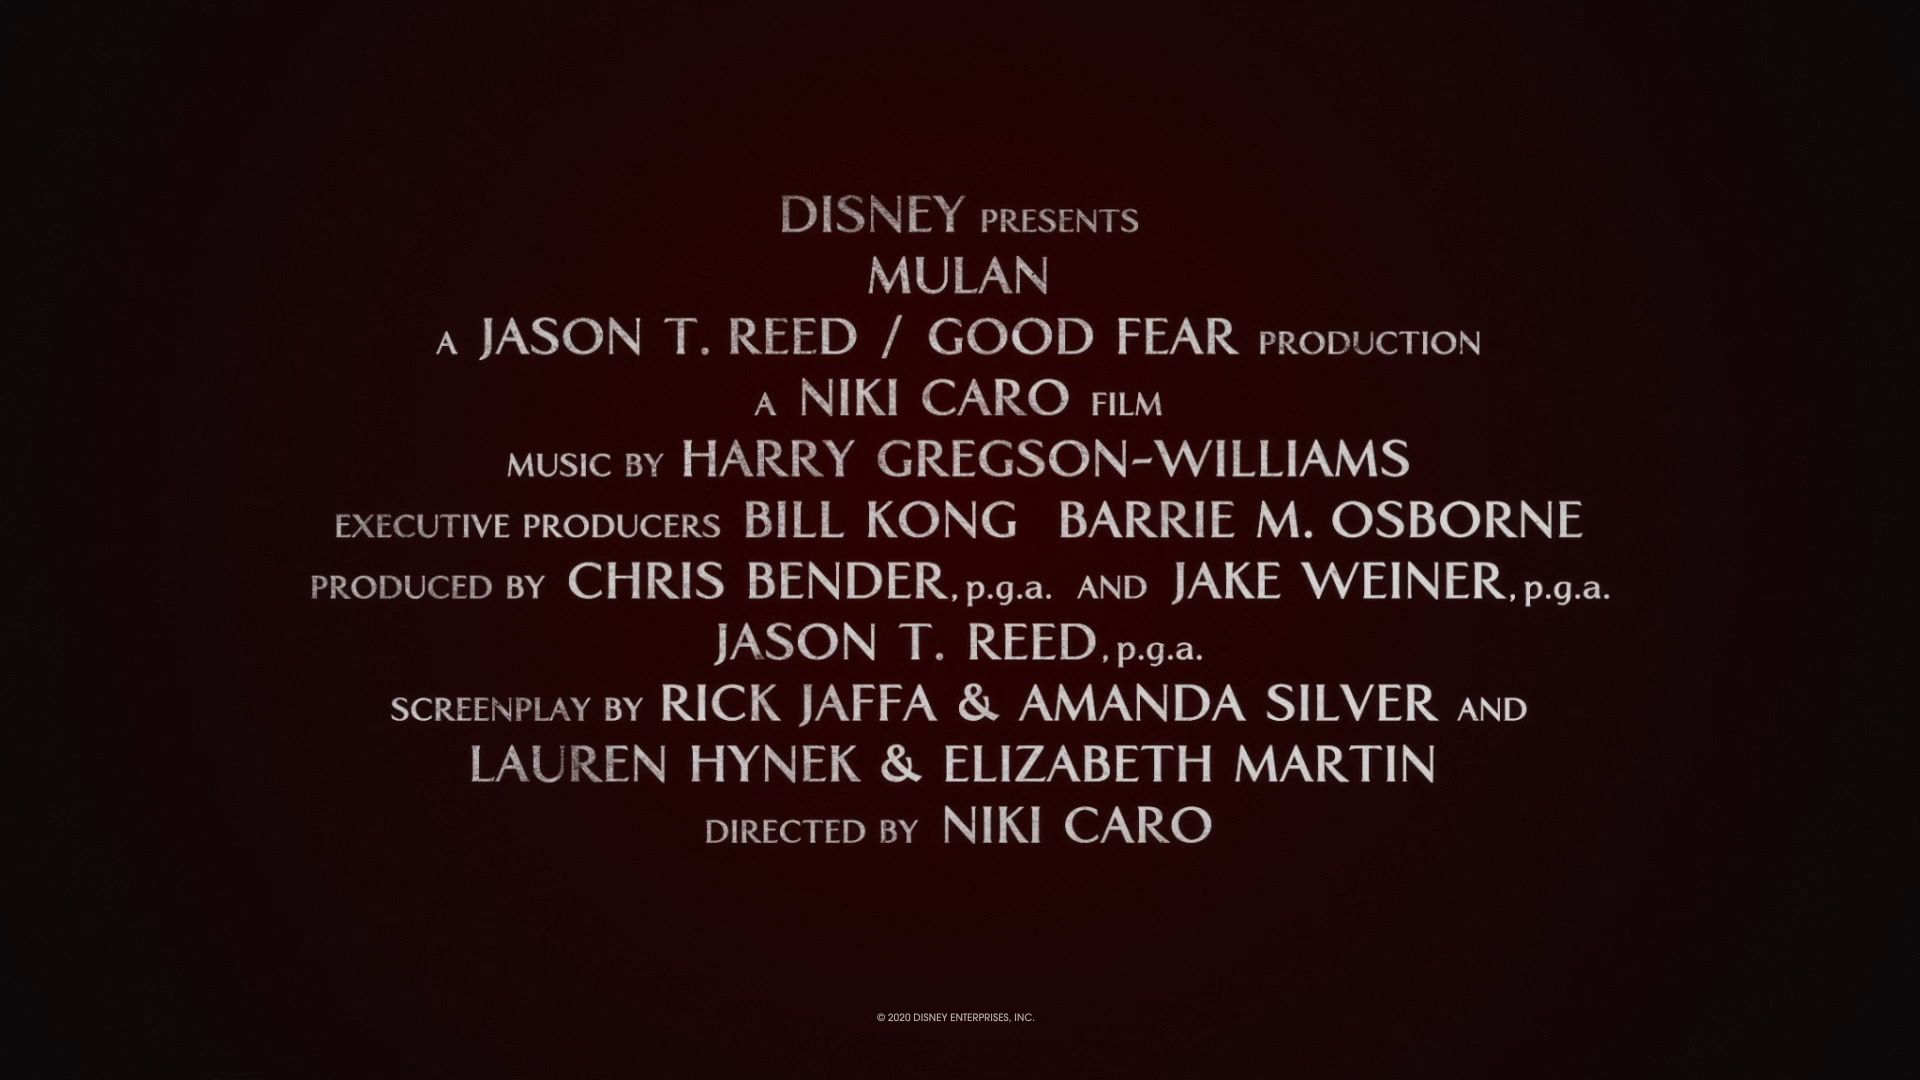 DISNEY PRESENTS
MULAN
A JASON T. REED / GOOD FEAR PRODUCTION
A NIKI CARO FILM
MUSIC BY HARRY GREGSON-WILLIAMS
EXECUTIVE PRODUCERS BILL KONG BARRIE M. OSBORNE
PRODUCED BY CHRIS BENDER, p.g.a. AND JAKE WEINER, p.g.a.
JASON T. REED, p.g.a.
SCREENPLAY BY RICK JAFFA & AMANDA SILVER AND
LAUREN HYNEK & ELIZABETH MARTIN
DIRECTED BY NIKI CARO
© 2020 DISNEY ENTERPRISES, INC.